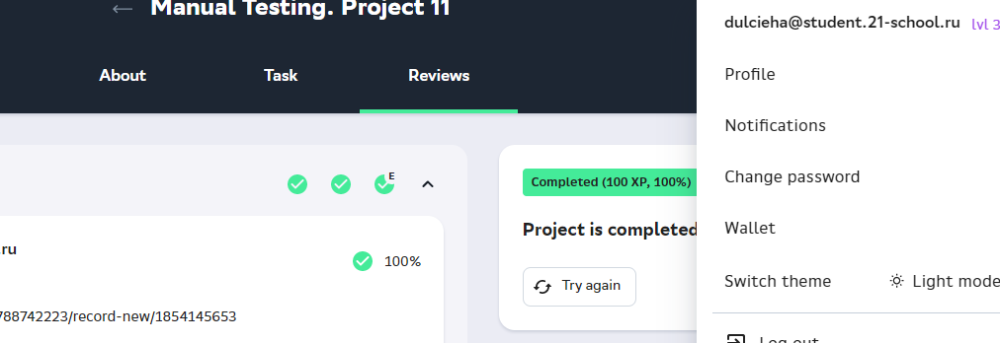 ← Manual Testing. Project 11
About Task Reviews
dulcieha@student.21-school.ru lvl 3
Profile
Notifications
Change password
Wallet
Switch theme Light mode
Log out
E
.ru
100%
788742223/record-new/1854145653
Completed (100 XP, 100%)
Project is completed
Try again